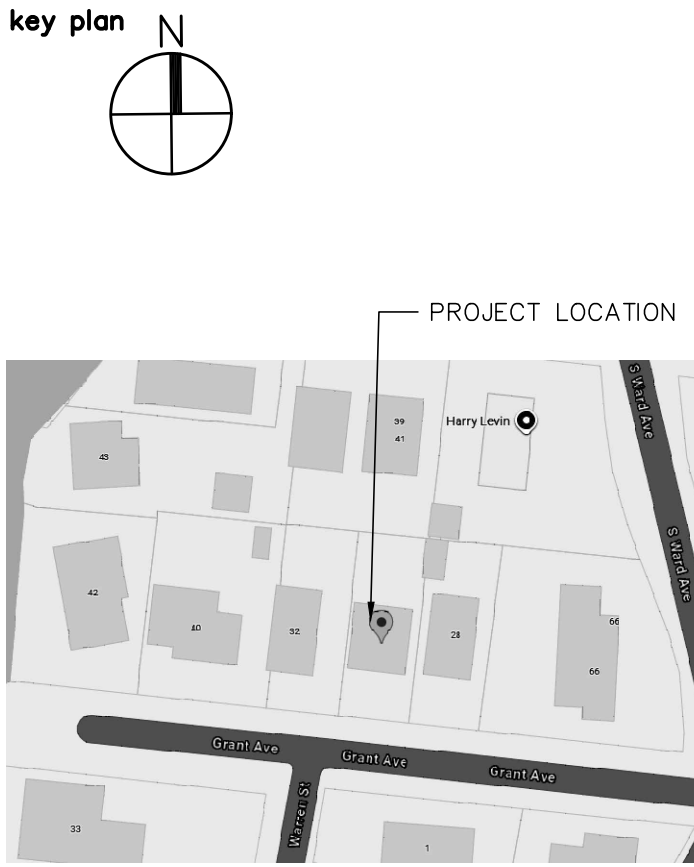 key plan
N
PROJECT LOCATION
S Ward Ave
39
41
Harry Levin
43
S Ward Ave
42
40
32
28
66
66
Grant Ave
Grant Ave
Grant Ave
Warren St
33
1